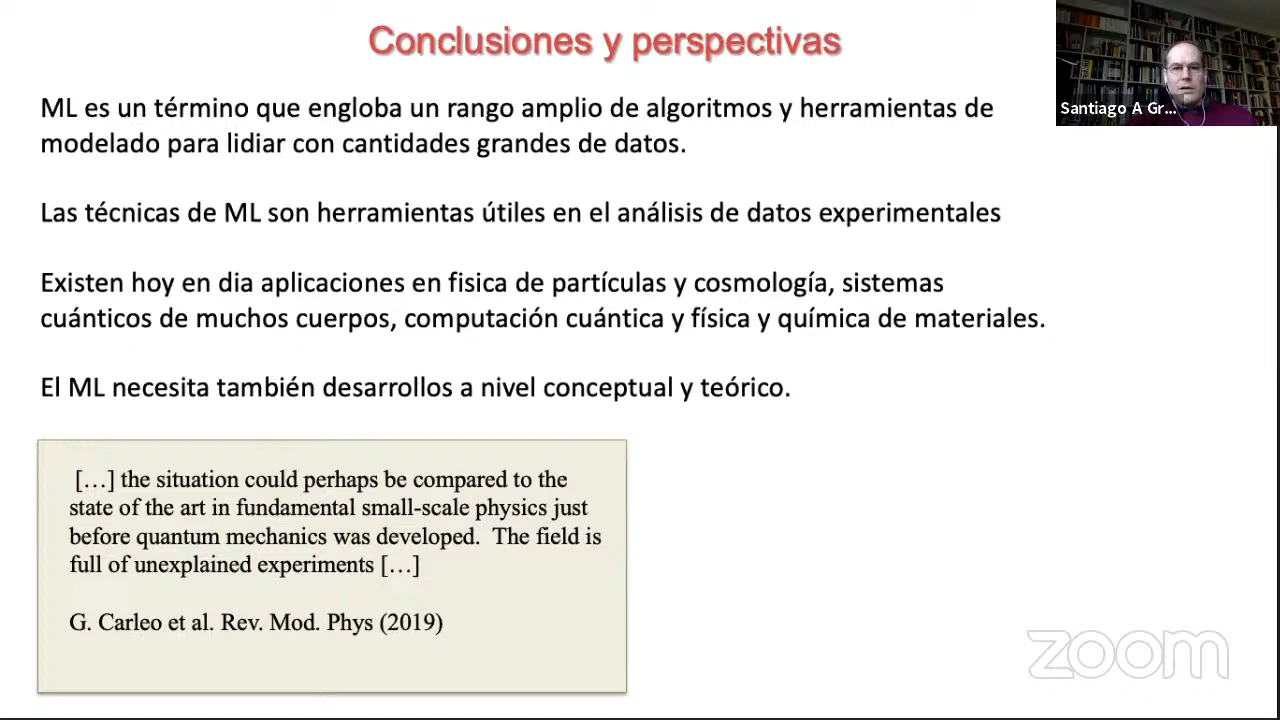 Conclusiones y perspectivas
Santiago A Gr...
ML es un término que engloba un rango amplio de algoritmos y herramientas de
modelado para lidiar con cantidades grandes de datos.
Las técnicas de ML son herramientas útiles en el análisis de datos experimentales
Existen hoy en dia aplicaciones en fisica de partículas y cosmología, sistemas
cuánticos de muchos cuerpos, computación cuántica y física y química de materiales.
El ML necesita también desarrollos a nivel conceptual y teórico.
[…] the situation could perhaps be compared to the
state of the art in fundamental small-scale physics just
before quantum mechanics was developed.  The field is
full of unexplained experiments […]
G. Carleo et al. Rev. Mod. Phys (2019)
zoom